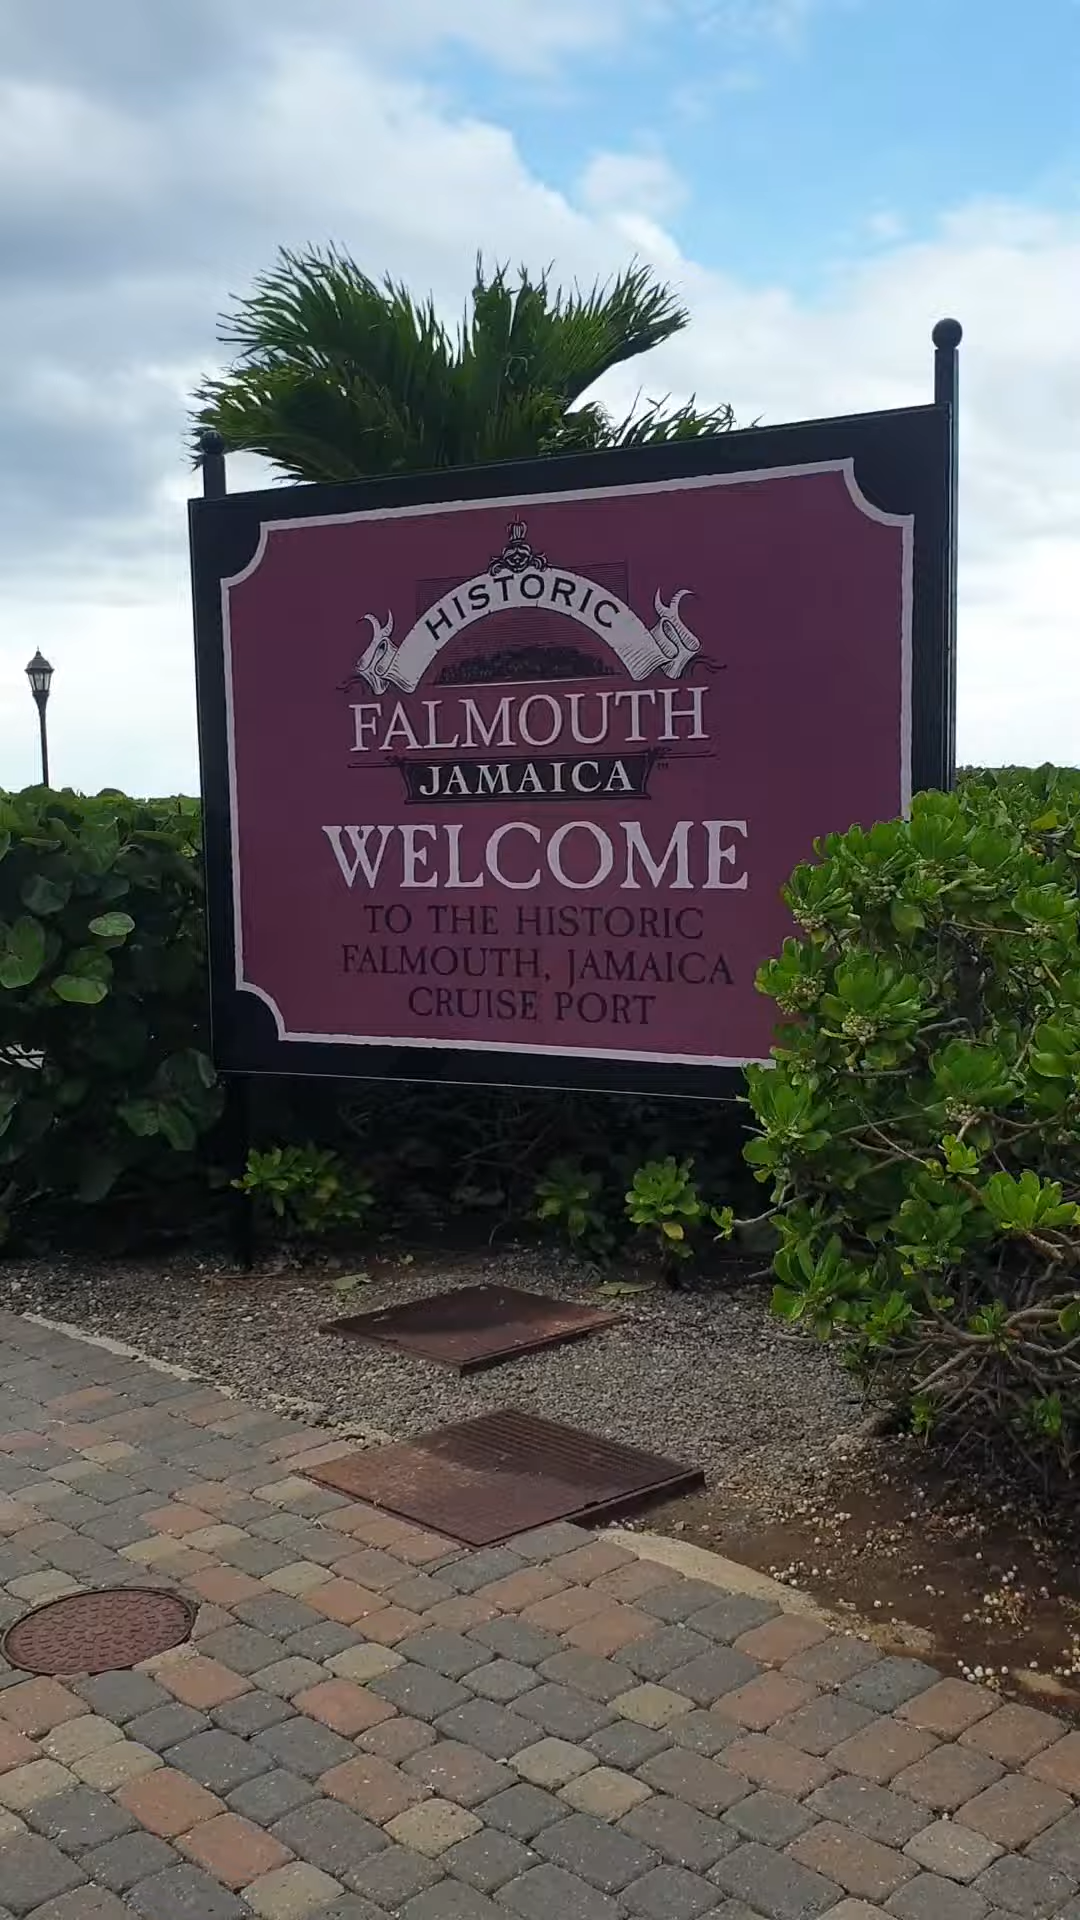 HISTORIC
FALMOUTH
JAMAICA
WELCOME
TO THE HISTORIC
FALMOUTH, JAMAICA
CRUISE PORT